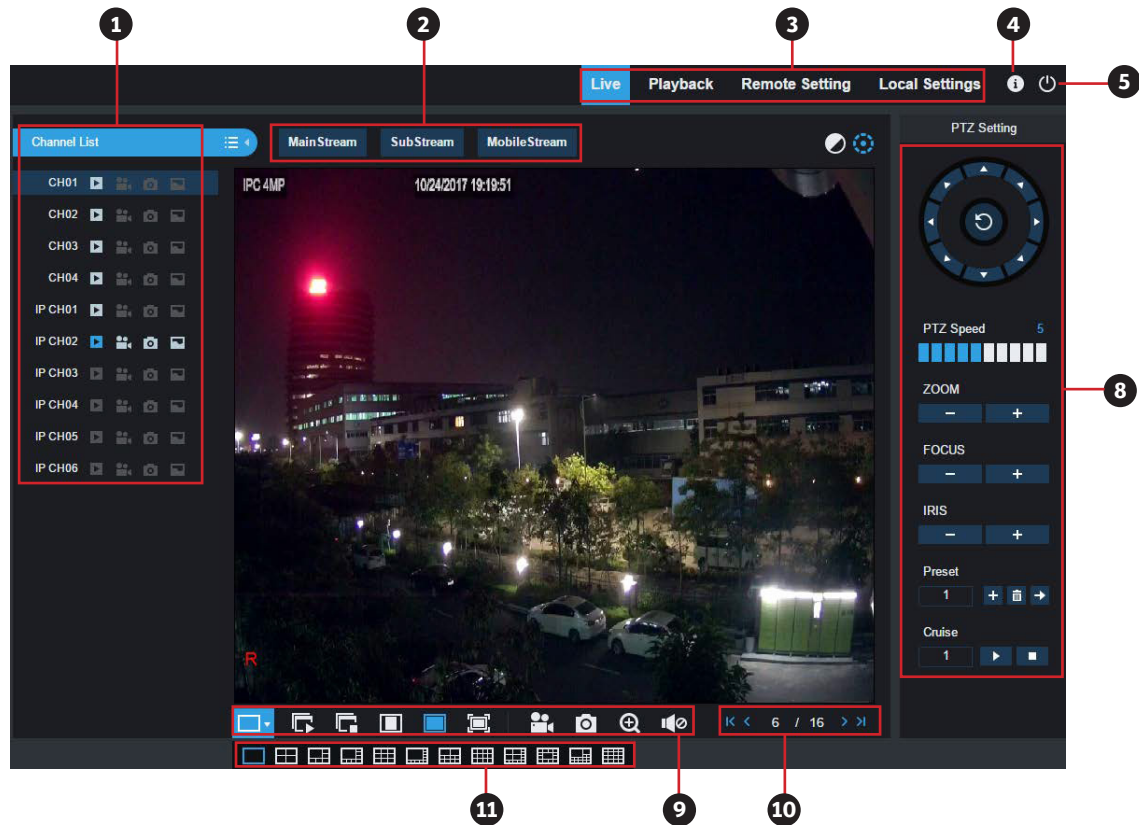 1
2
3
4
Live Playback Remote Setting Local Settings
5
Channel List
MainStream SubStream MobileStream
PTZ Setting
CH01
CH02
CH03
CH04
IP CH01
IP CH02
IP CH03
IP CH04
IP CH05
IP CH06
IPC 4MP 10/24/2017 19:19:51
R
PTZ Speed 5
ZOOM
- +
FOCUS
- +
IRIS
- +
Preset
1 +
Cruise
1
8
6 / 16
11
9
10